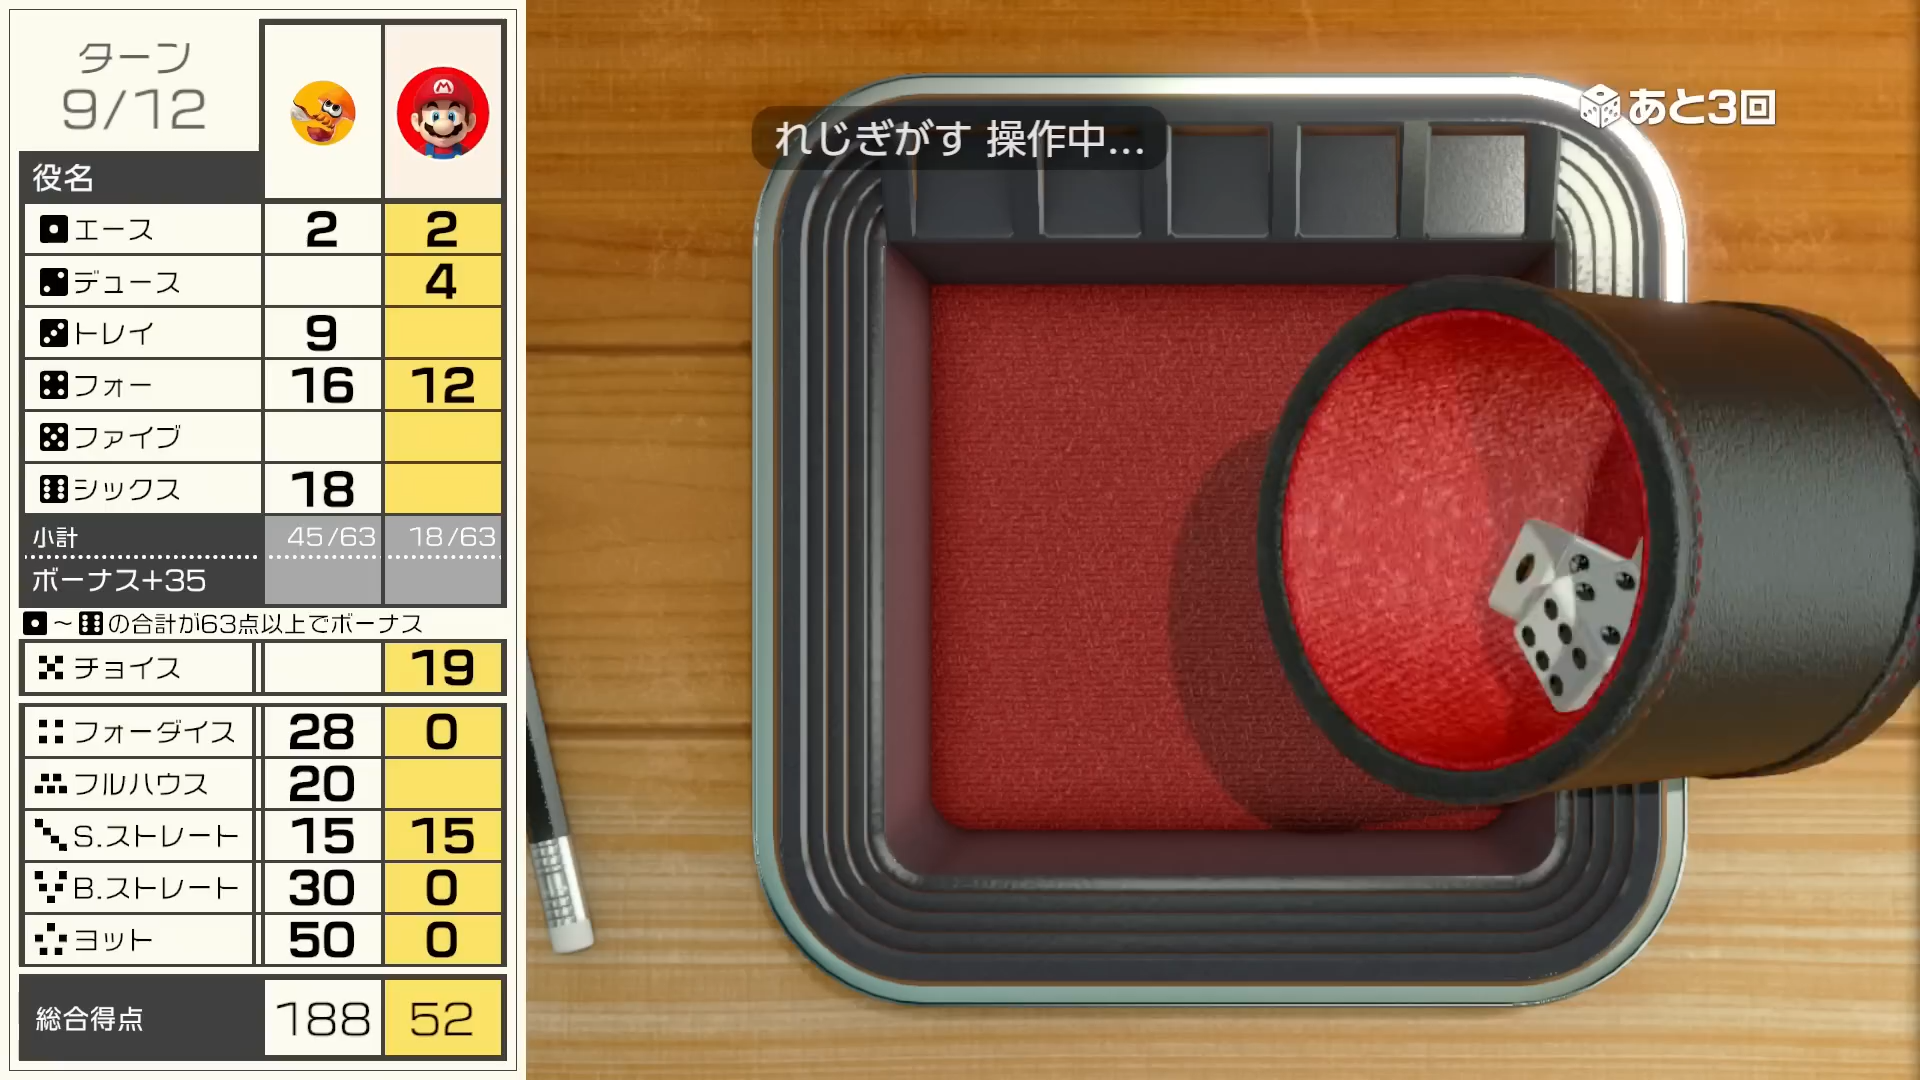 ターン
9/12
役名
エース 2 2
デュース 4
トレイ 9
フォー 16 12
ファイブ
シックス 18
小計 45/63 18/63
ボーナス+35
～の合計が63点以上でボーナス
チョイス 19
フォーダイス 28 0
フルハウス 20
S.ストレート 15 15
B.ストレート 30 0
ヨット 50 0
総合得点 188 52
れじぎがす 操作中...
あと3回
M